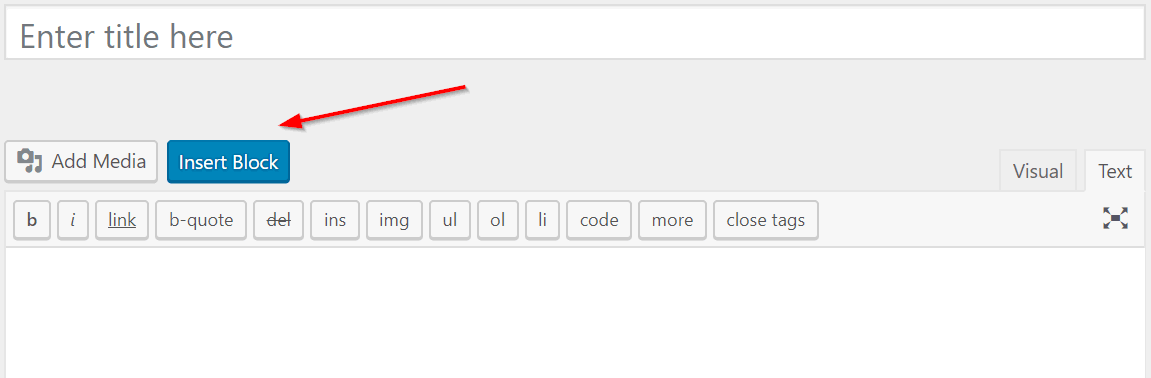 Enter title here
Add Media Insert Block Visual Text
b i link b-quote del ins img ul ol li code more close tags